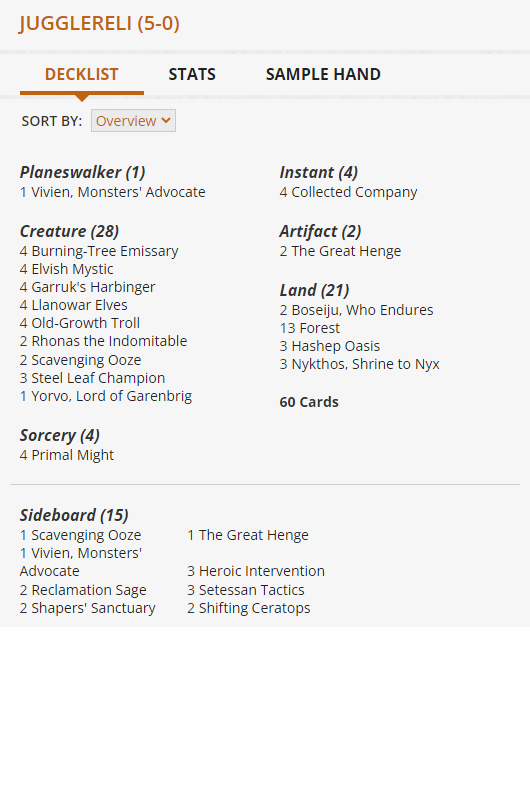 JUGGLERELI (5-0)
DECKLIST STATS SAMPLE HAND
SORT BY: Overview
Planeswalker (1)
1 Vivien, Monsters' Advocate
Creature (28)
4 Burning-Tree Emissary
4 Elvish Mystic
4 Garruk's Harbinger
4 Llanowar Elves
4 Old-Growth Troll
2 Rhonas the Indomitable
2 Scavenging Ooze
3 Steel Leaf Champion
1 Yorvo, Lord of Garenbrig
Sorcery (4)
4 Primal Might
Instant (4)
4 Collected Company
Artifact (2)
2 The Great Henge
Land (21)
2 Boseiju, Who Endures
13 Forest
3 Hashep Oasis
3 Nykthos, Shrine to Nyx
60 Cards
Sideboard (15)
1 Scavenging Ooze
1 Vivien, Monsters'
Advocate
2 Reclamation Sage
2 Shapers' Sanctuary
1 The Great Henge
3 Heroic Intervention
3 Setessan Tactics
2 Shifting Ceratops